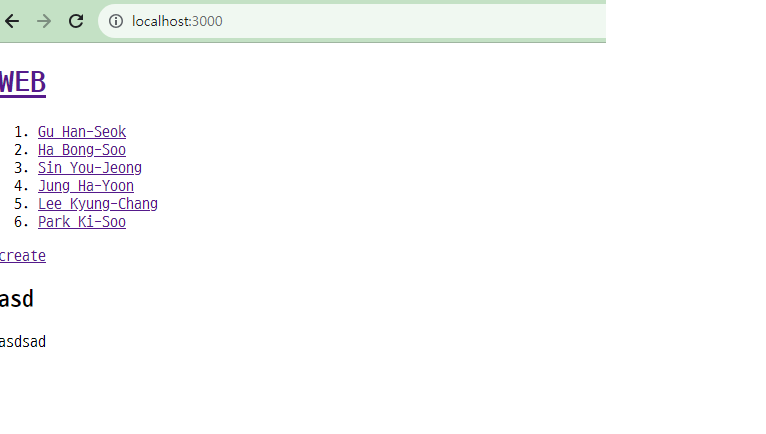 localhost:3000
WEB
1. Gu Han-Seok
2. Ha Bong-Soo
3. Sin You-Jeong
4. Jung Ha-Yoon
5. Lee Kyung-Chang
6. Park Ki-Soo
create
asd
asdsad